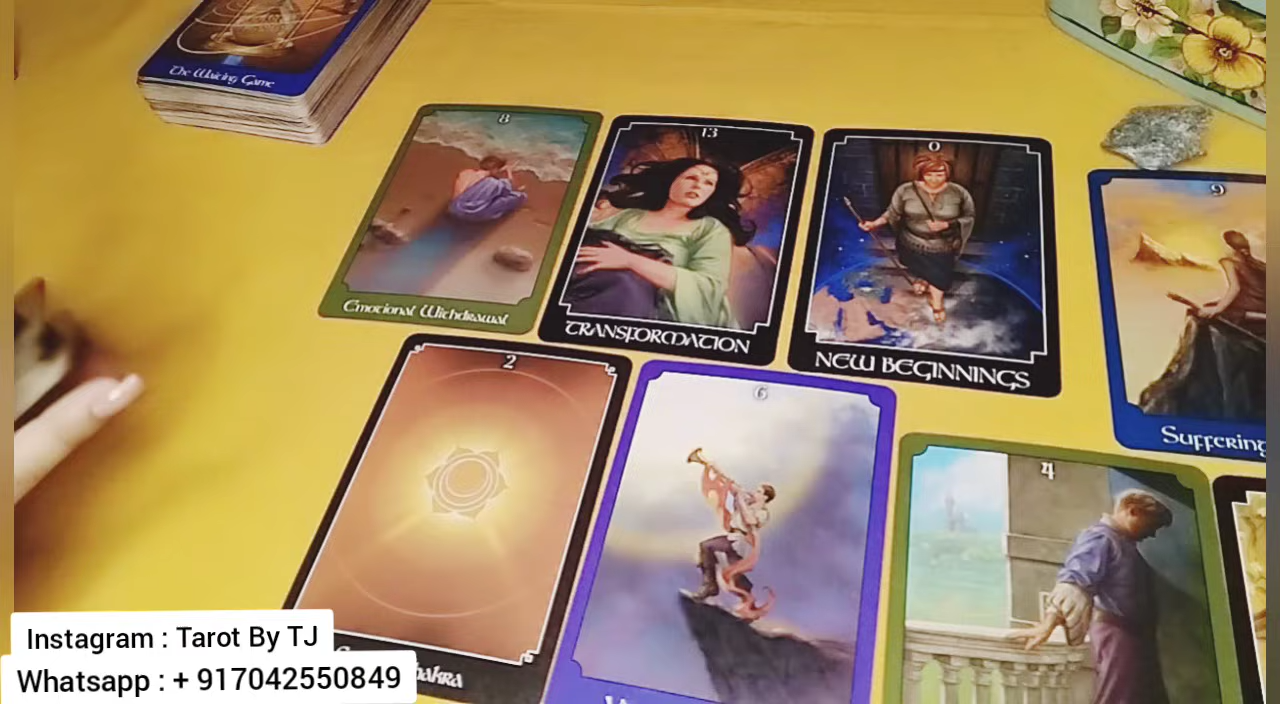 The Waiting Game
8
Emotional Withdrawal
13
TRANSFORMATION
0
NEW BEGINNINGS
9
Suffering
2
6
4
Instagram : Tarot By TJ
Whatsapp : + 917042550849